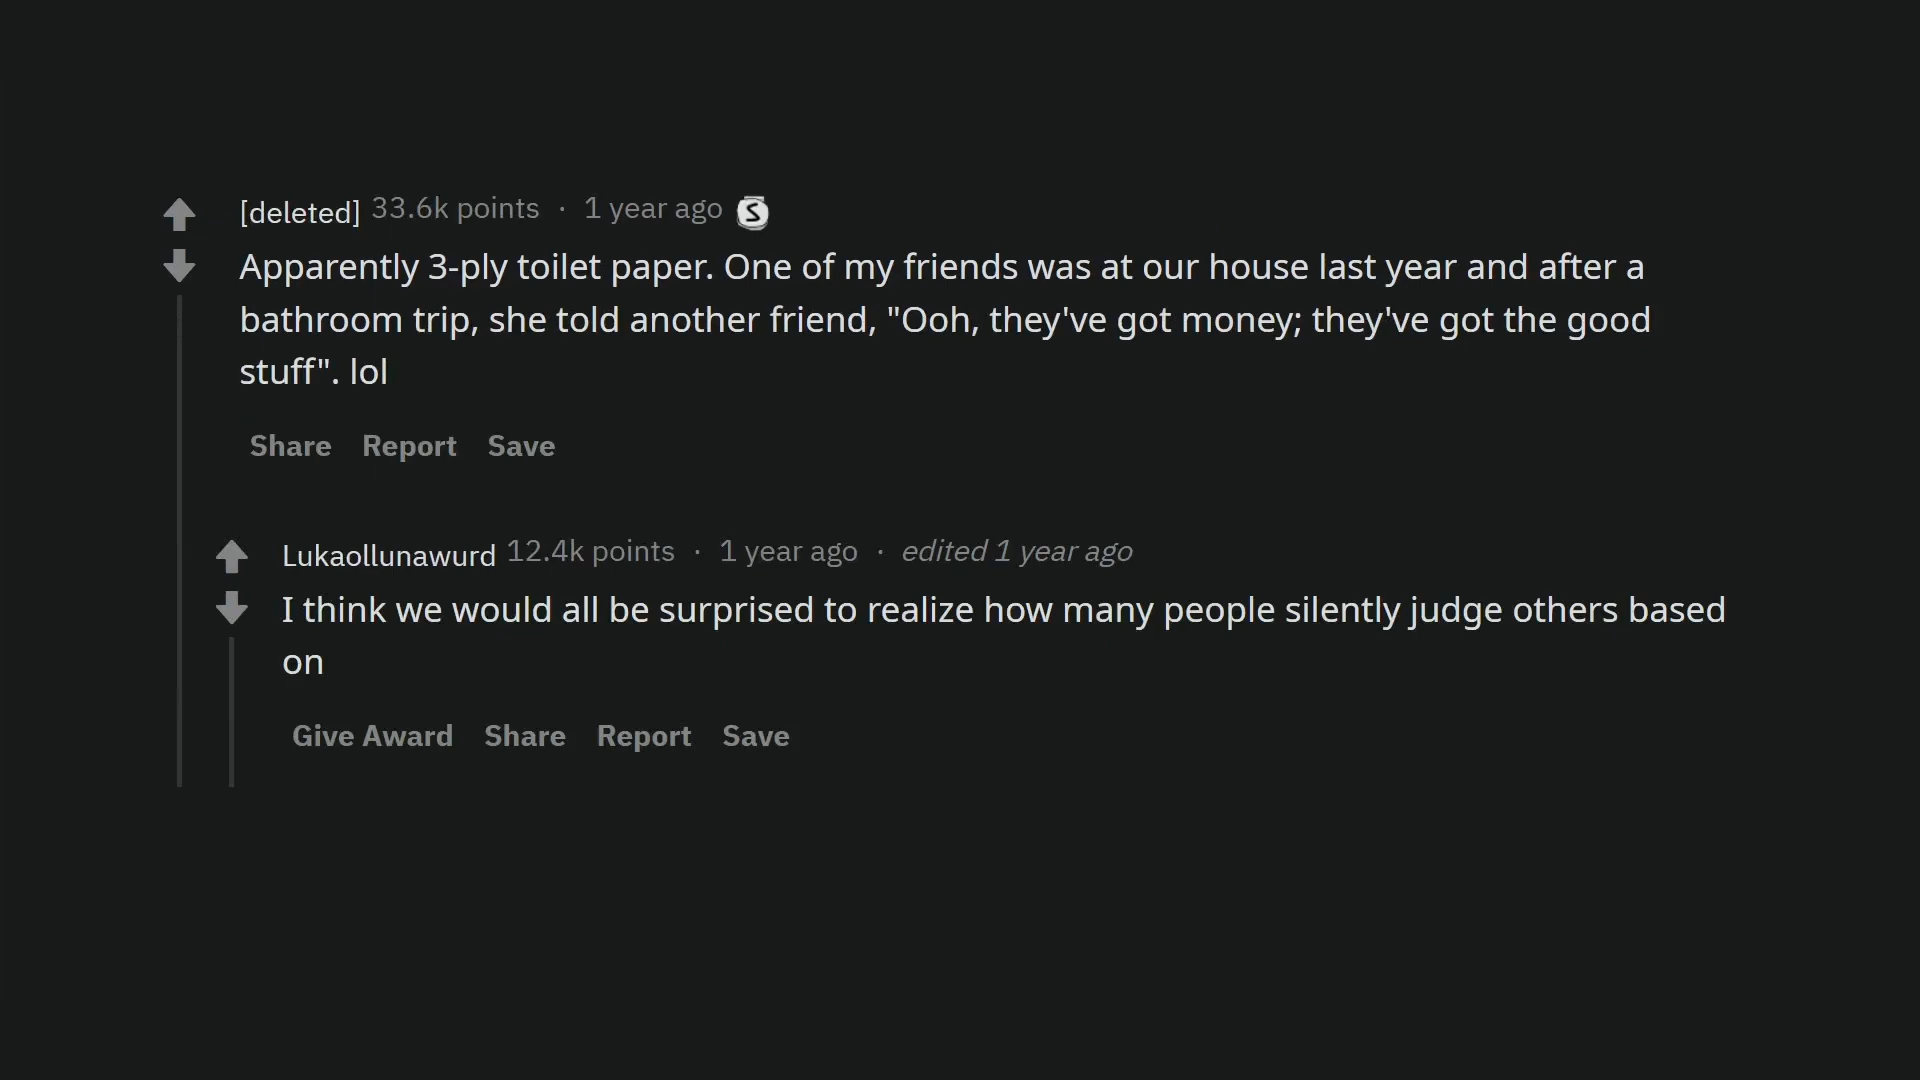 [deleted] 33.6k points · 1 year ago S
Apparently 3-ply toilet paper. One of my friends was at our house last year and after a
bathroom trip, she told another friend, "Ooh, they've got money; they've got the good
stuff". lol
Share Report Save
Lukaollunawurd 12.4k points · 1 year ago · edited 1 year ago
I think we would all be surprised to realize how many people silently judge others based
on
Give Award Share Report Save